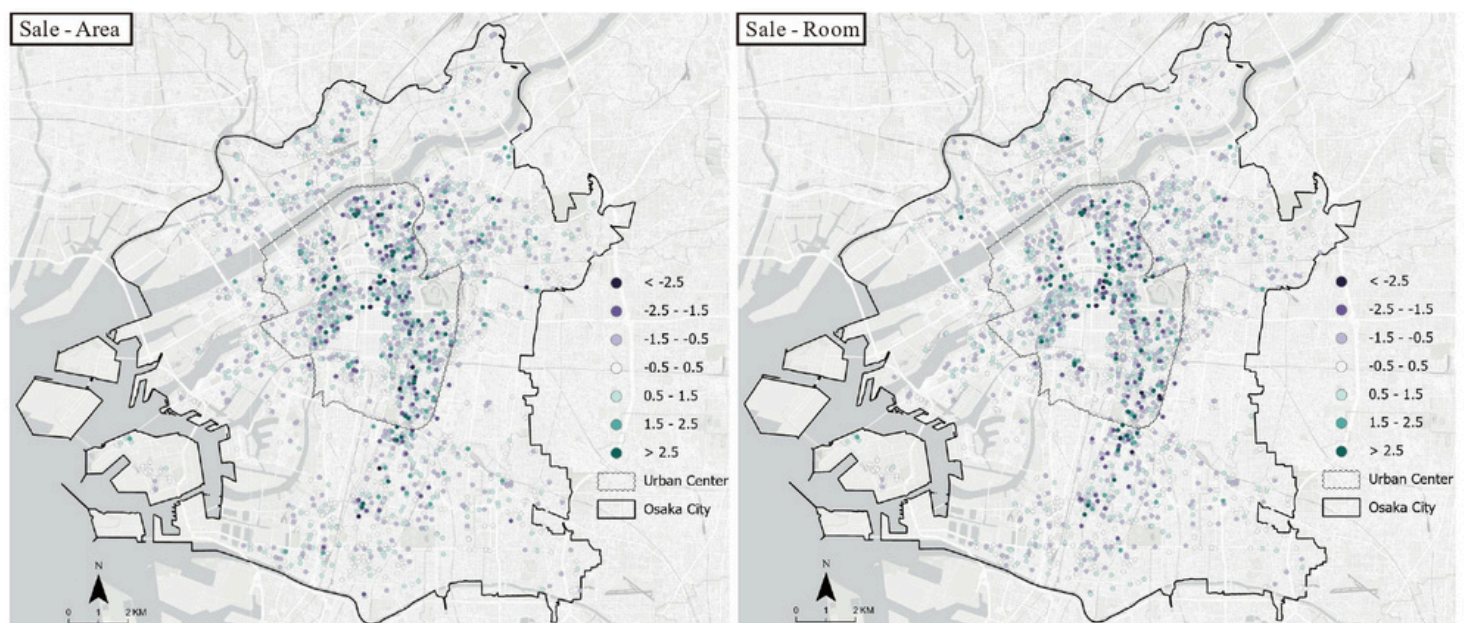 Sale - Area
< -2.5
-2.5 - -1.5
-1.5 - -0.5
-0.5 - 0.5
0.5 - 1.5
1.5 - 2.5
> 2.5
Urban Center
Osaka City
N
0 1 2 KM
Sale - Room
< -2.5
-2.5 - -1.5
-1.5 - -0.5
-0.5 - 0.5
0.5 - 1.5
1.5 - 2.5
> 2.5
Urban Center
Osaka City
N
0 1 2 KM